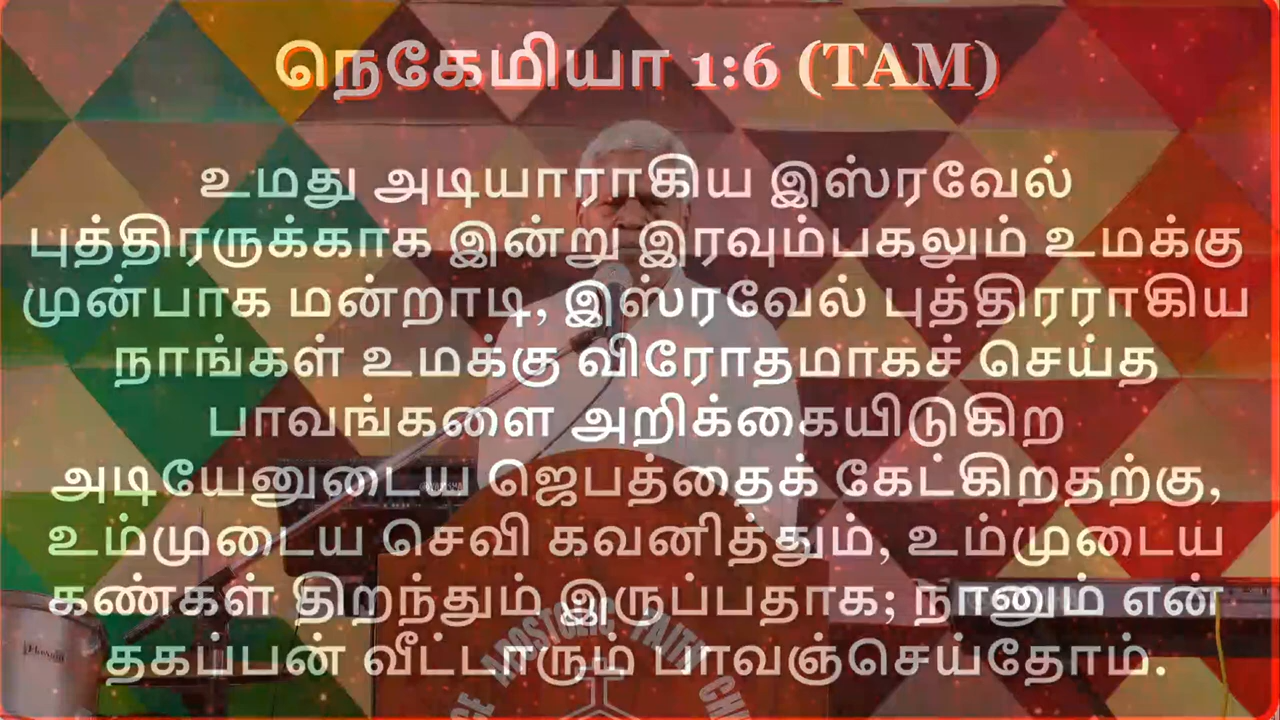 நெகேமியா 1:6 (TAM)
உமது அடியாராகிய இஸ்ரவேல்
புத்திரருக்காக இன்று இரவும்பகலும் உமக்கு
முன்பாக மன்றாடி, இஸ்ரவேல் புத்திரராகிய
நாங்கள் உமக்கு விரோதமாகச் செய்த
பாவங்களை அறிக்கையிடுகிற
அடியேனுடைய ஜெபத்தைக் கேட்கிறதற்கு,
உம்முடைய செவி கவனித்தும், உம்முடைய
கண்கள் திறந்தும் இருப்பதாக; நானும் என்
தகப்பன் வீட்டாரும் பாவஞ்செய்தோம்.
APOSTOLIC FAITH